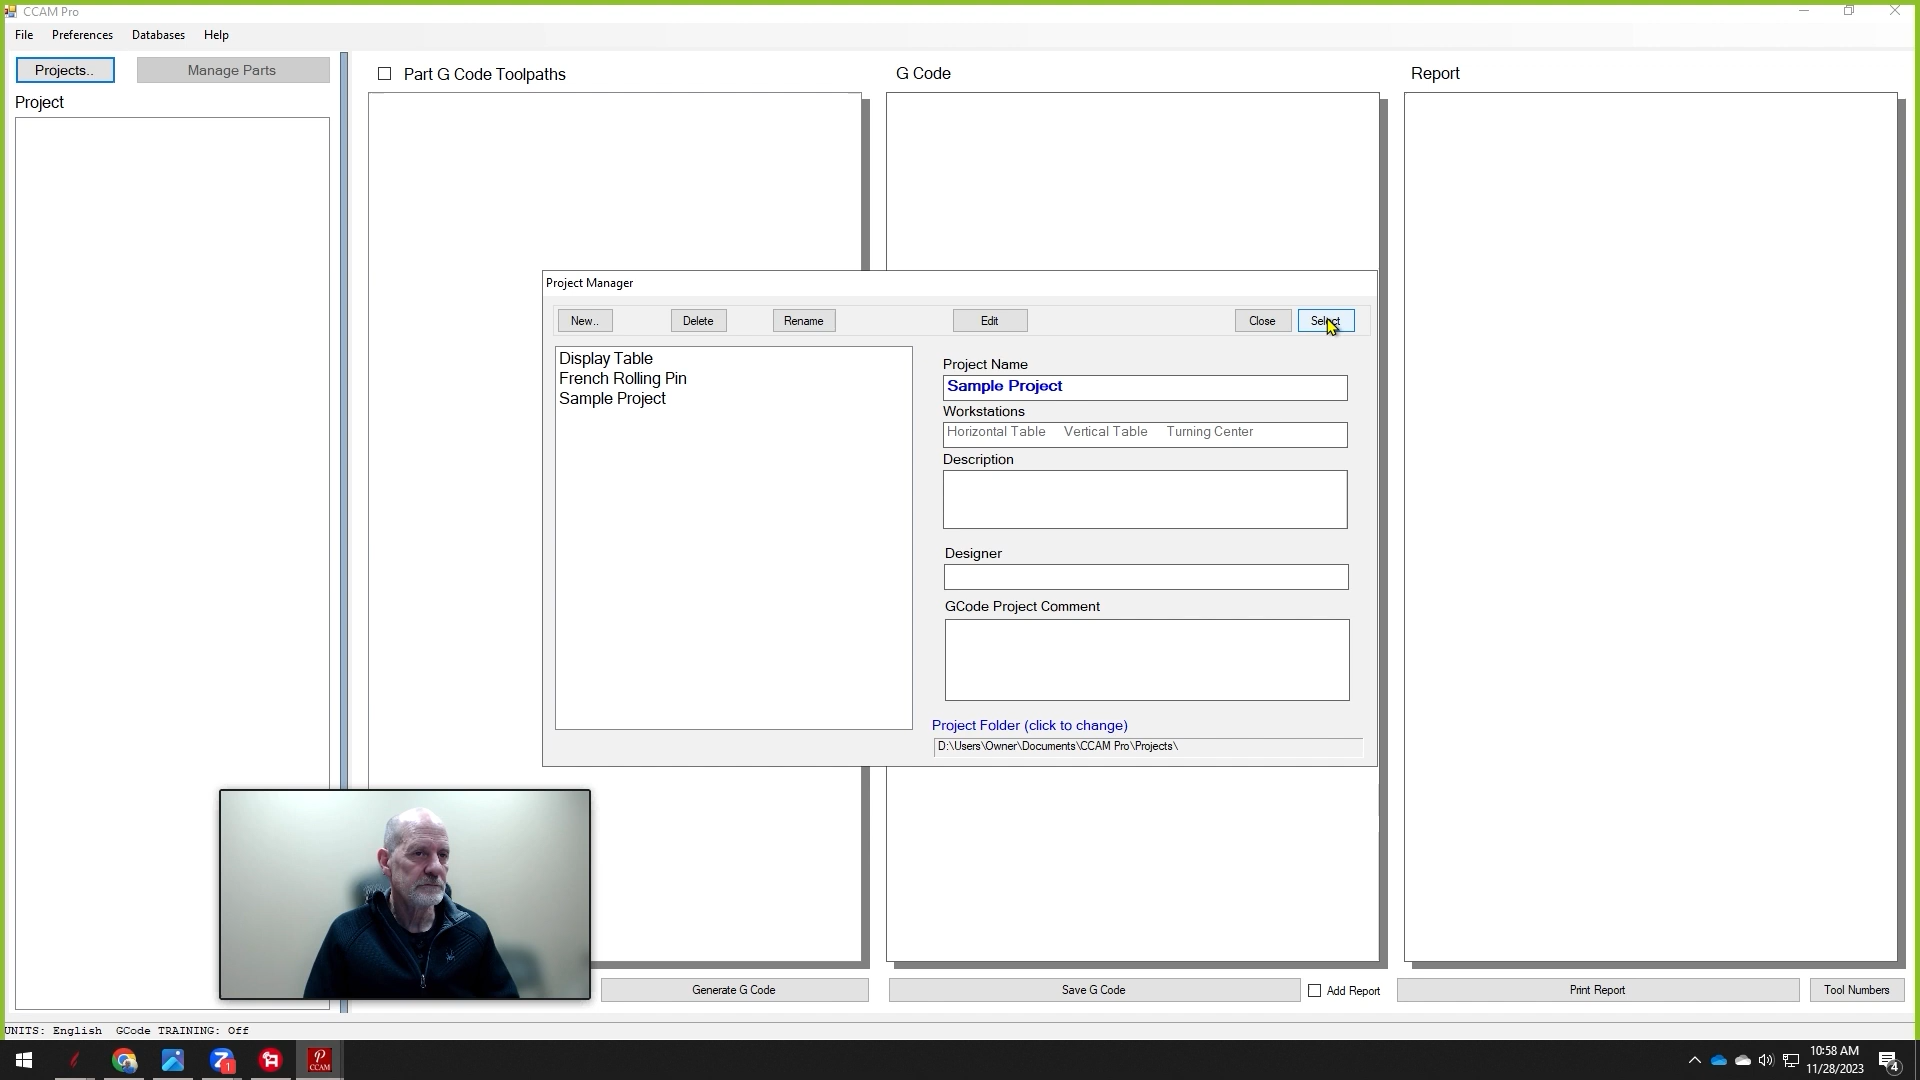 CCAM Pro
File Preferences Databases Help
Projects.. Manage Parts
Project
Part G Code Toolpaths
G Code
Report
Project Manager
New.. Delete Rename Edit Close Select
Display Table
French Rolling Pin
Sample Project
Project Name
Sample Project
Workstations
Horizontal Table Vertical Table Turning Center
Description
Designer
GCode Project Comment
Project Folder (click to change)
D:\Users\Owner\Documents\CCAM Pro\Projects\
Generate G Code Save G Code Add Report Print Report Tool Numbers
UNITS: English GCode TRAINING: Off
Z 1
P
CCAM
10:58 AM
11/28/2023
4